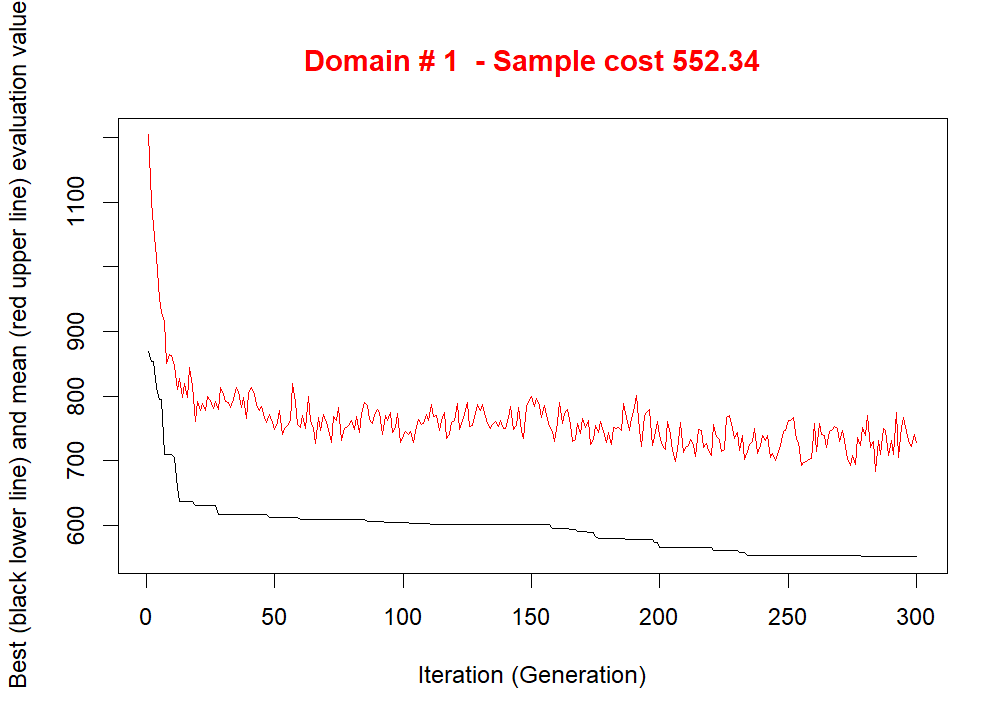 Domain # 1 - Sample cost 552.34
Best (black lower line) and mean (red upper line) evaluation value
1100
900
800
700
600
0 50 100 150 200 250 300
Iteration (Generation)